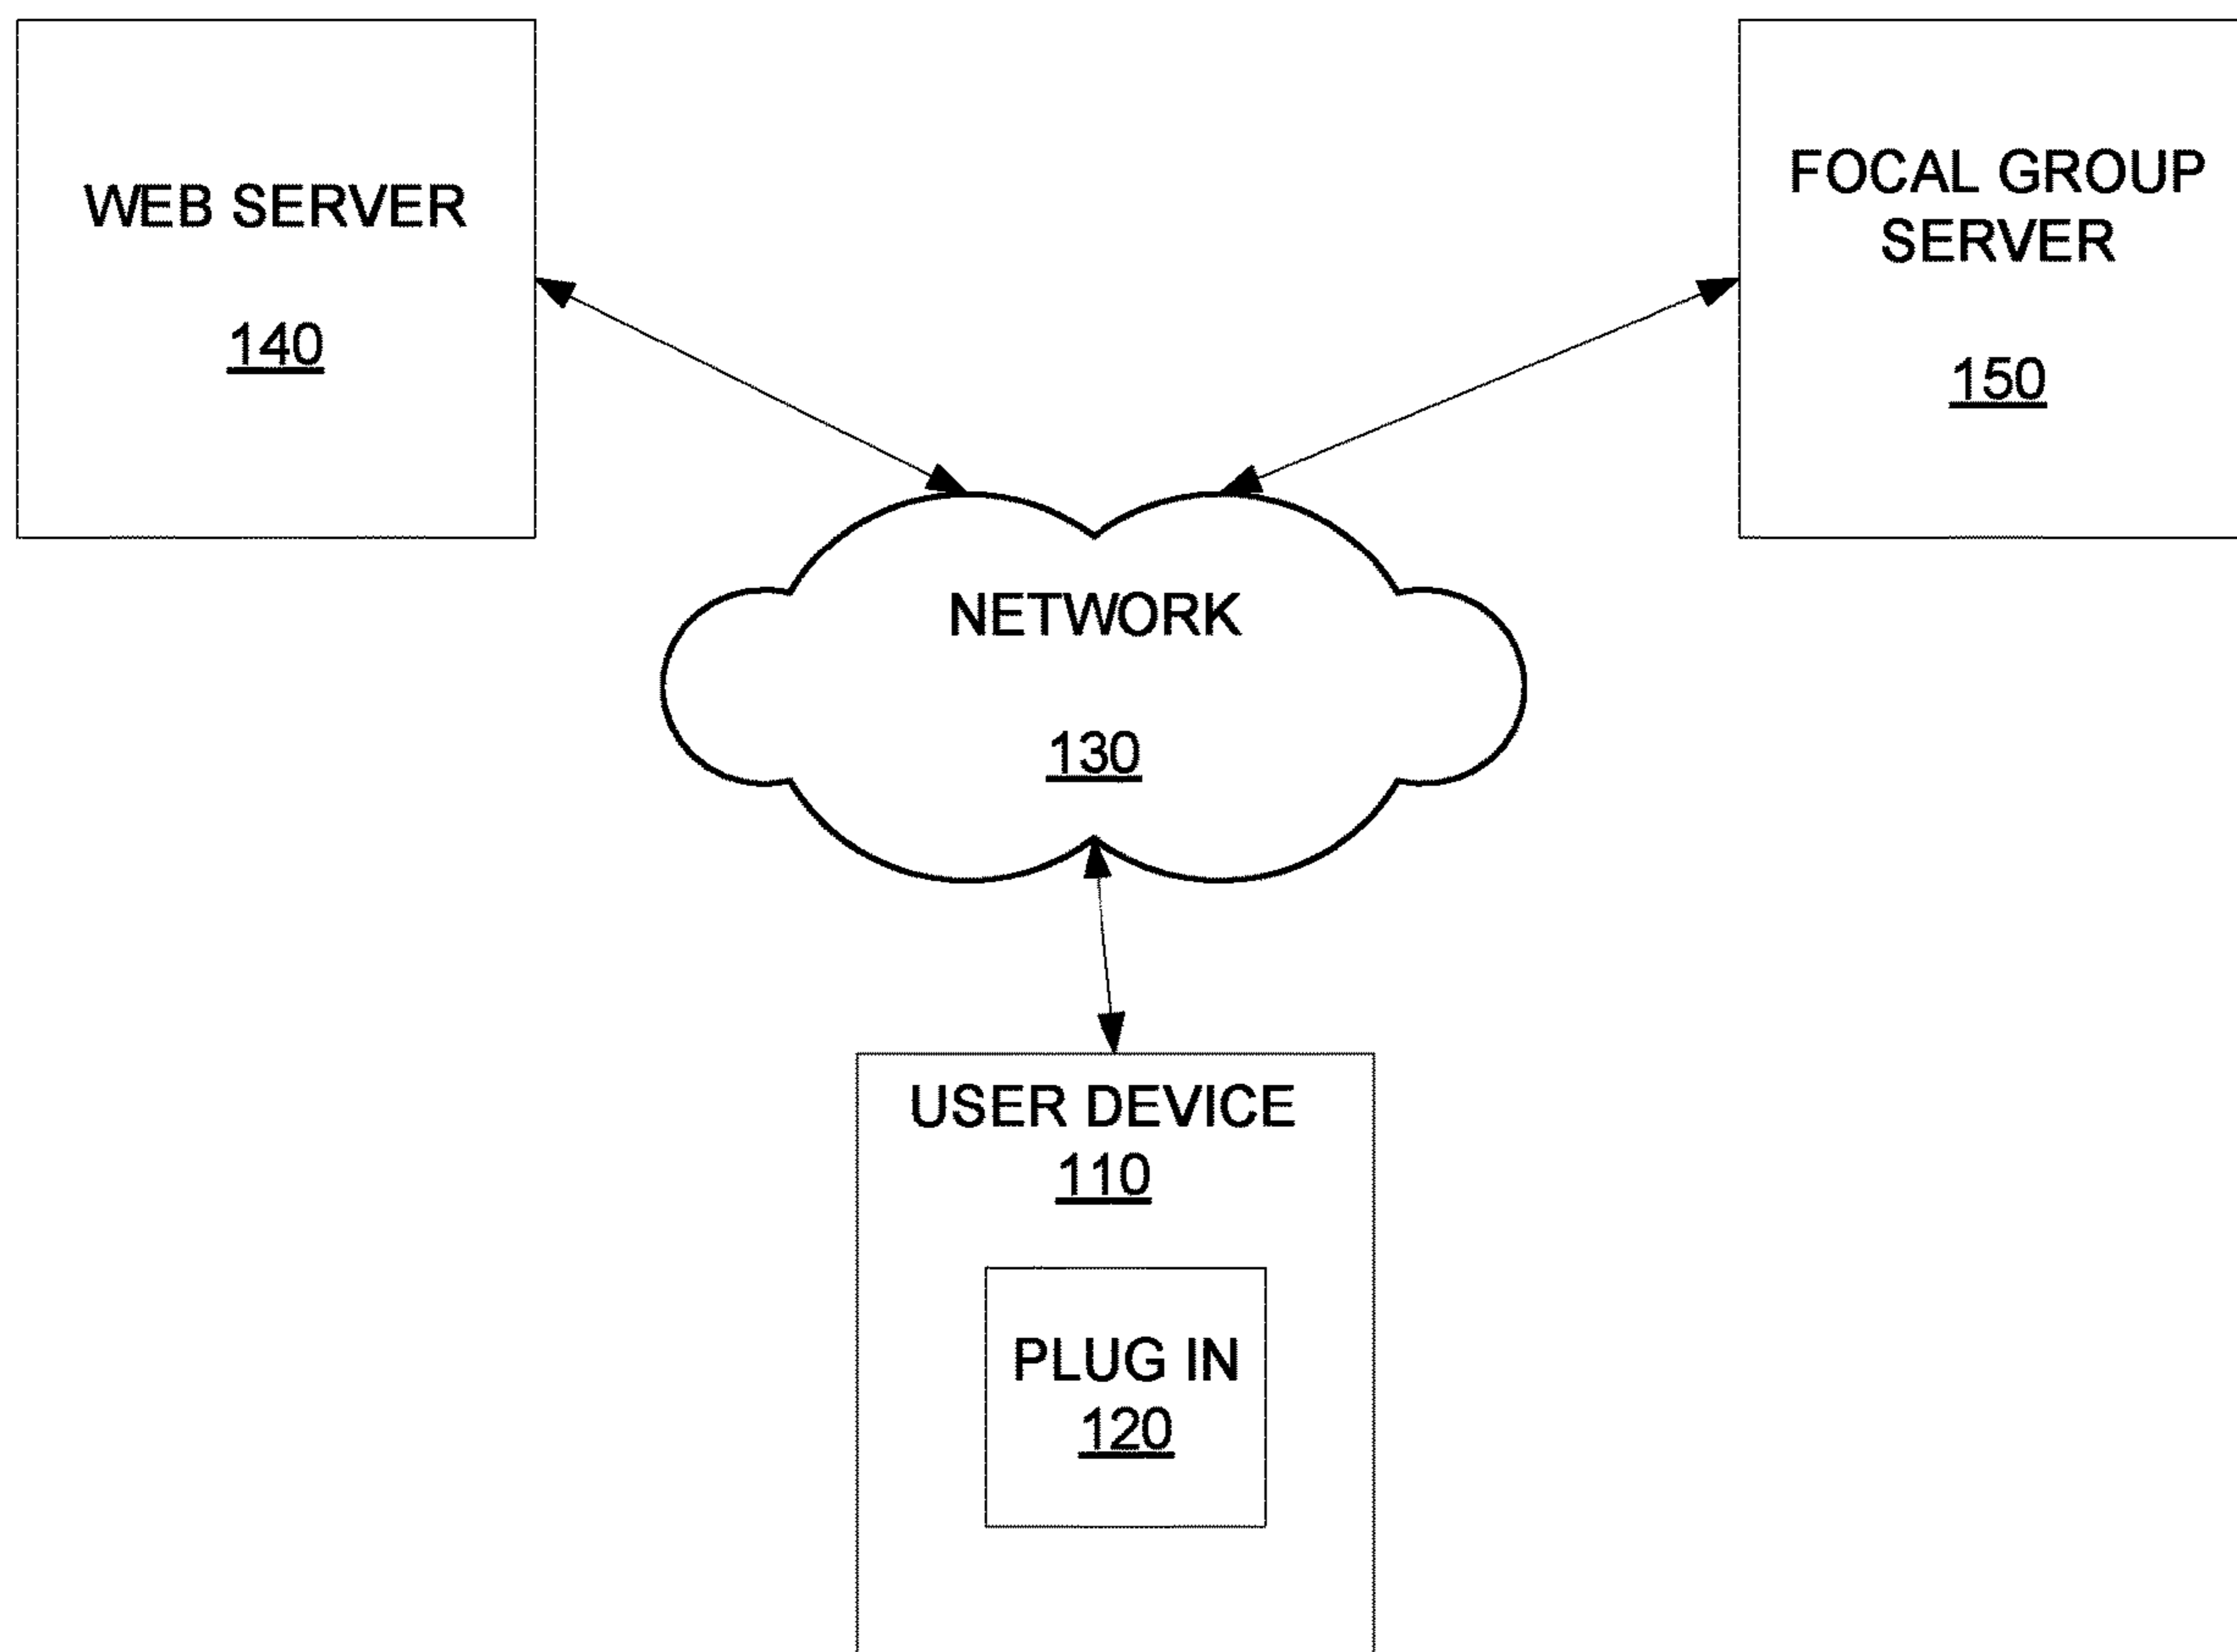 WEB SERVER
140
FOCAL GROUP
SERVER
150
NETWORK
130
USER DEVICE
110
PLUG IN
120